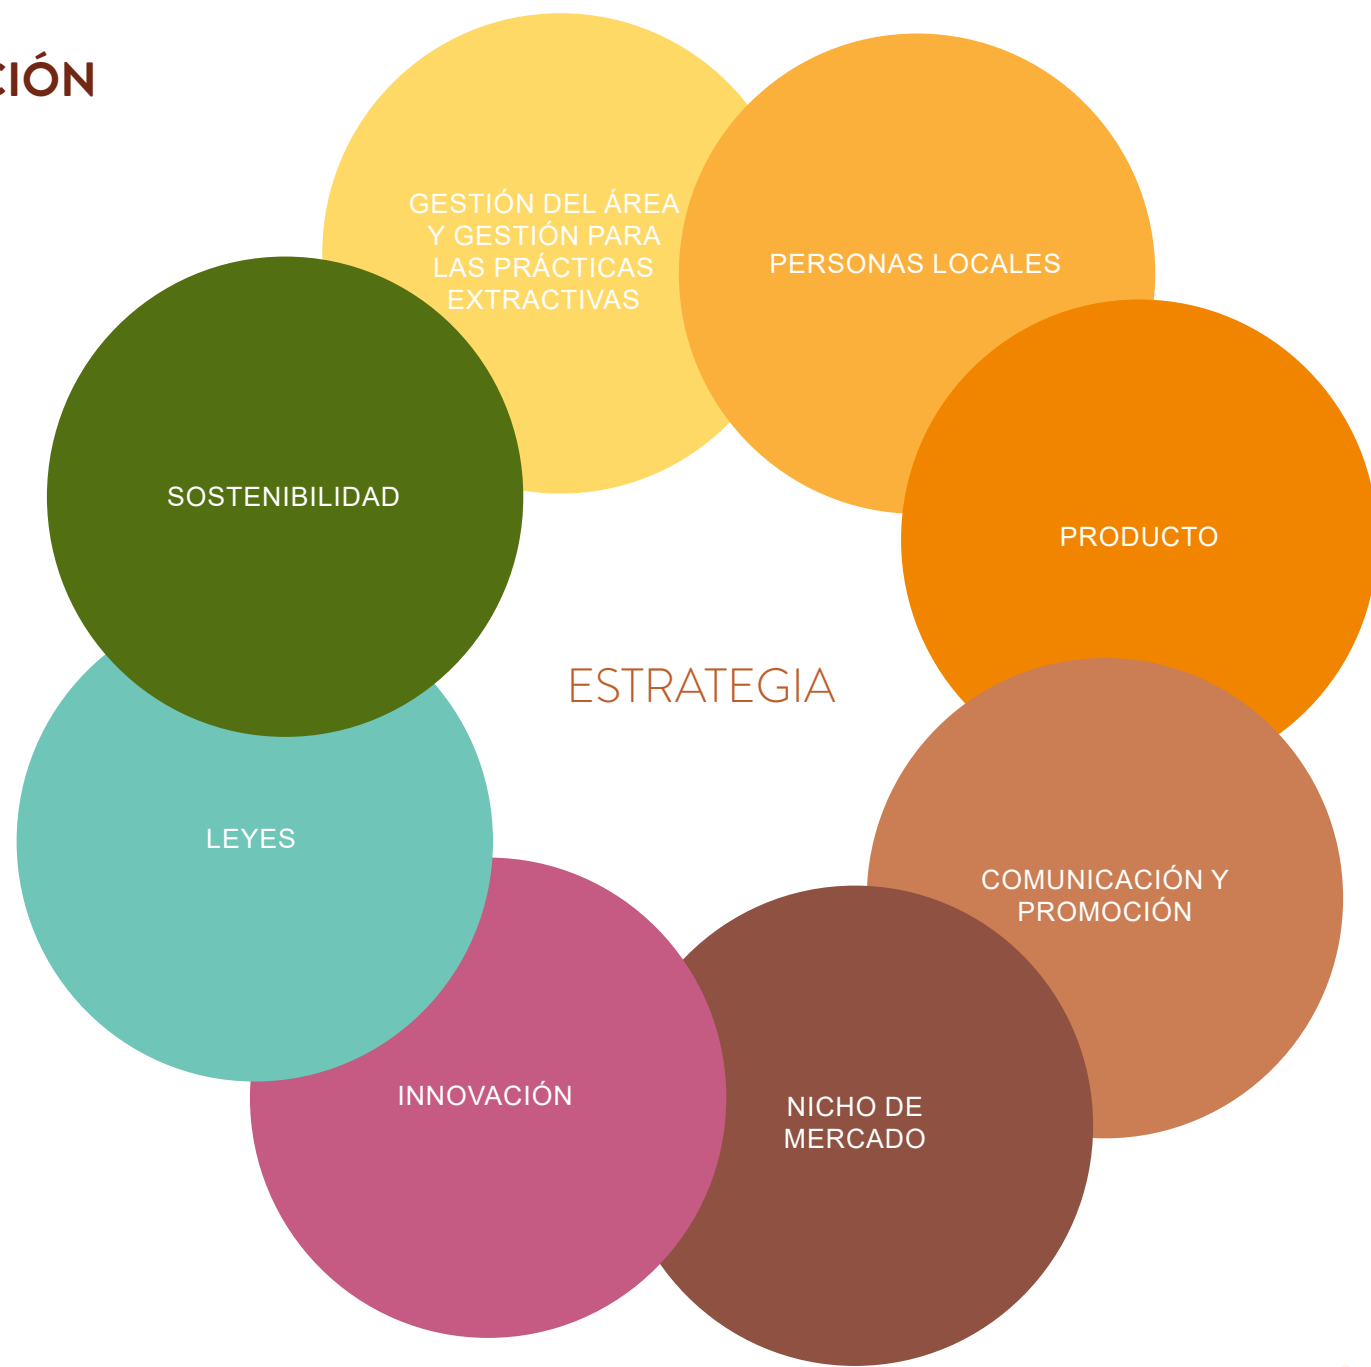 CIÓN
GESTIÓN DEL ÁREA
Y GESTIÓN PARA
LAS PRÁCTICAS
EXTRACTIVAS
PERSONAS LOCALES
SOSTENIBILIDAD
PRODUCTO
ESTRATEGIA
LEYES
COMUNICACIÓN Y
PROMOCIÓN
INNOVACIÓN
NICHO DE
MERCADO